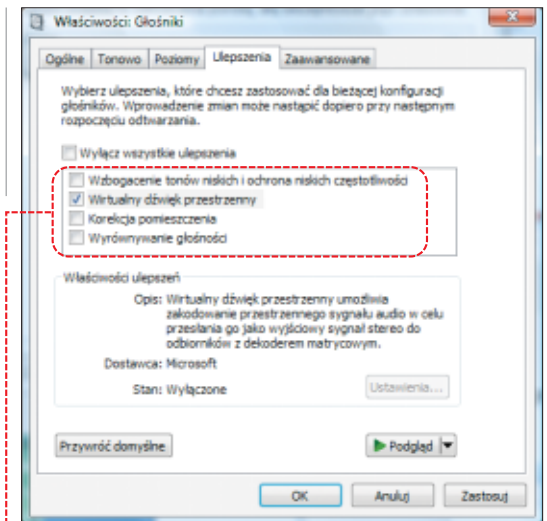 Właściwości: Głośniki
Ogólne Tonowo Poziomy Ulepszenia Zaawansowane
Wybierz ulepszenia, które chcesz zastosować dla bieżącej konfiguracji
głośników. Wprowadzenie zmian może nastąpić dopiero przy następnym
rozpoczęciu odtwarzania.
Wyłącz wszystkie ulepszenia
Wzbogacenie tonów niskich i ochrona niskich częstotliwości
Wirtualny dźwięk przestrzenny
Korekcja pomieszczenia
Wyrównywanie głośności
Właściwości ulepszeń
Opis: Wirtualny dźwięk przestrzenny umożliwia
zakodowanie przestrzennego sygnału audio w celu
przesłania go jako wyjściowy sygnał stereo do
odbiorników z dekoderem matrycowym.
Dostawca: Microsoft
Stan: Wyłączone
Ustawienia...
Przywróć domyślne
Podgląd
OK Anuluj Zastosuj